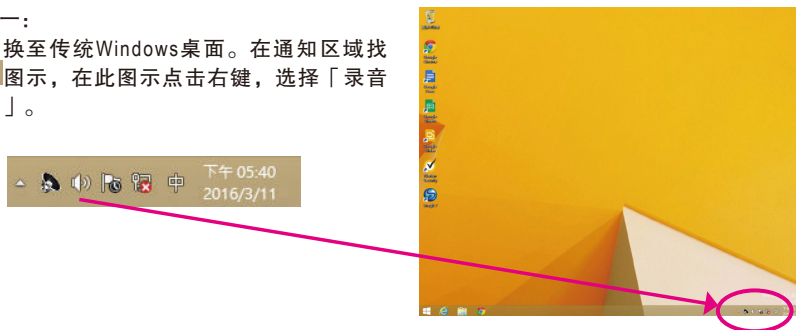 一：
换至传统Windows桌面。在通知区域找
图示，在此图示点击右键，选择「录音
」。
中
下午 05:40
2016/3/11